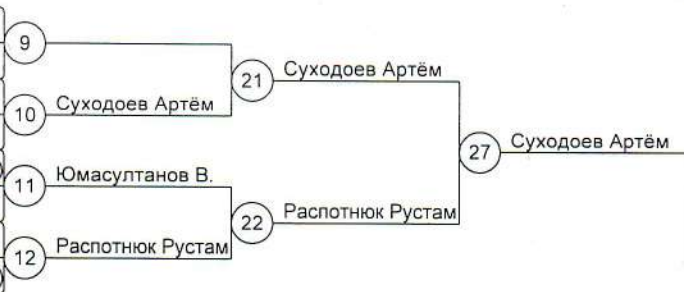 9
21 Суходоев Артём
10 Суходоев Артём
27 Суходоев Артём
11 Юмасултанов В.
22 Распотнюк Рустам
12 Распотнюк Рустам